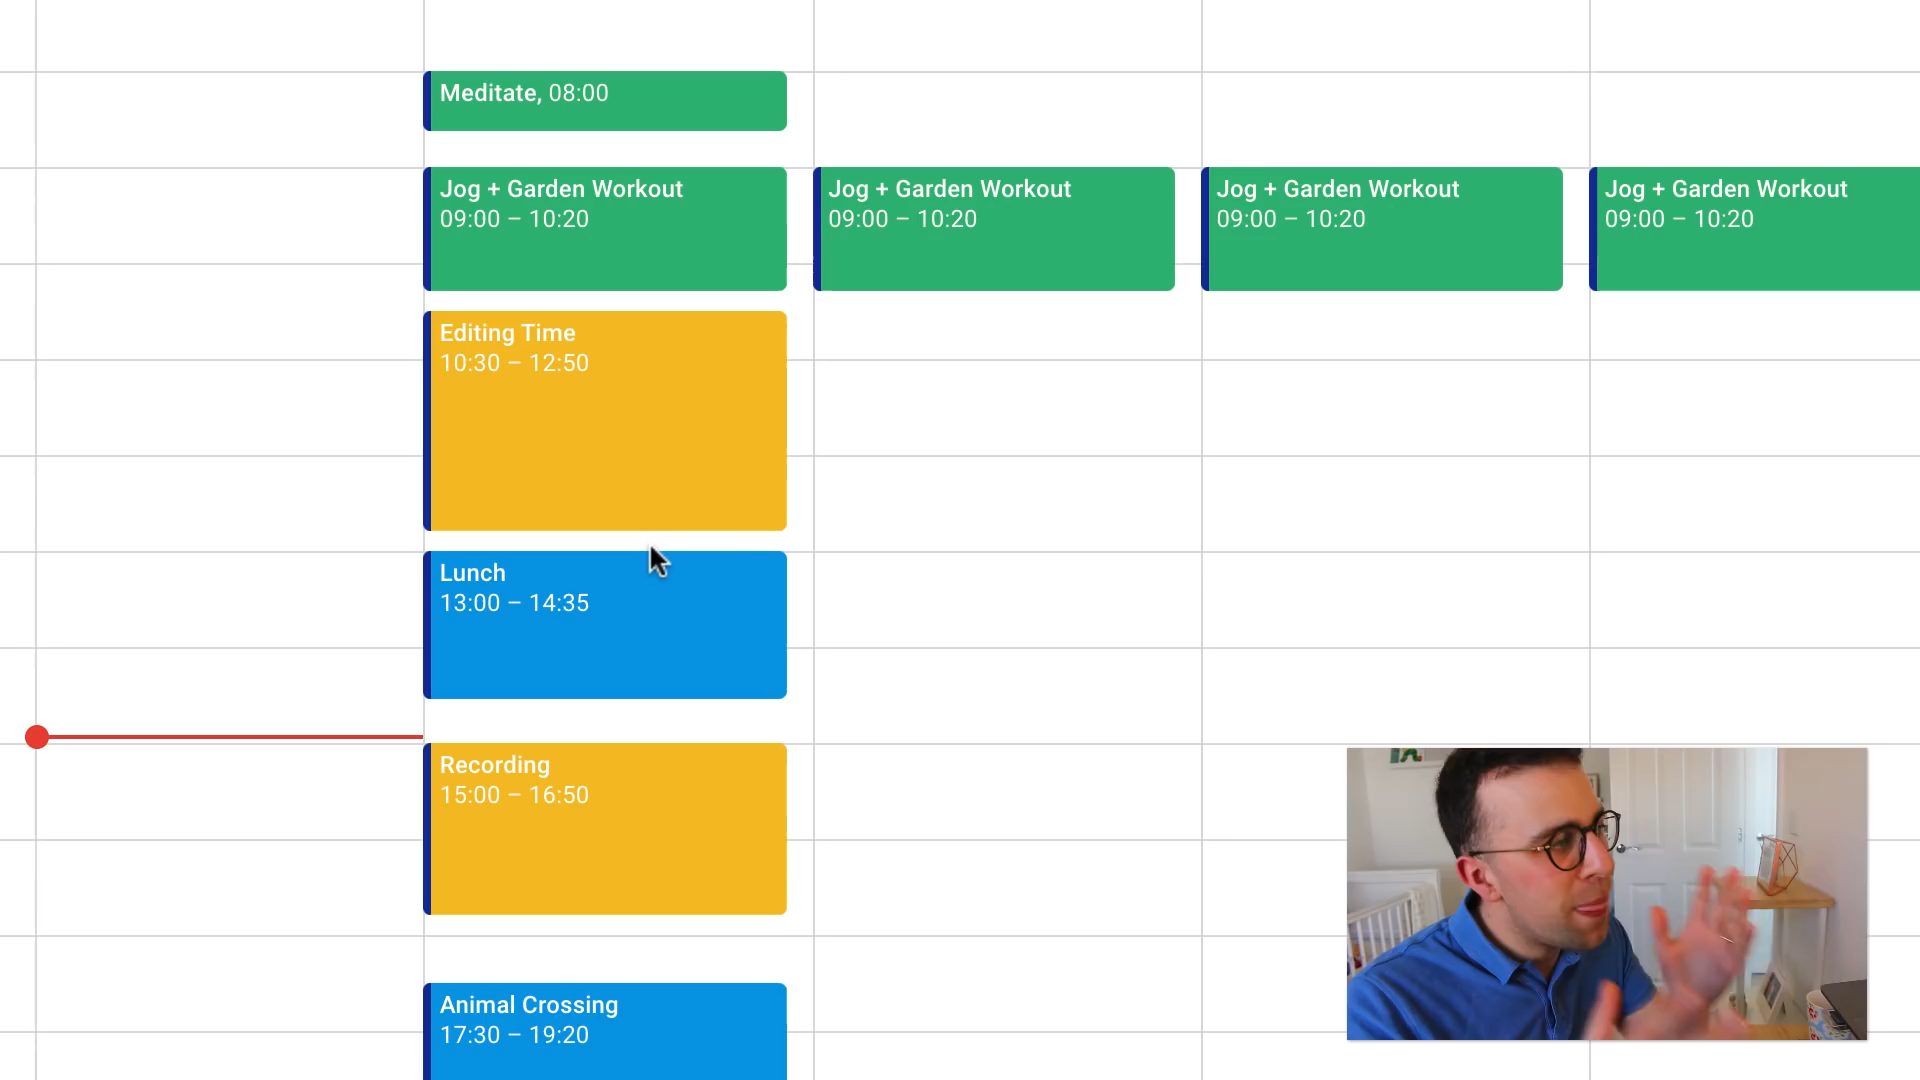 Meditate, 08:00
Jog + Garden Workout
09:00 – 10:20
Jog + Garden Workout
09:00 – 10:20
Jog + Garden Workout
09:00 – 10:20
Jog + Garden Workout
09:00 – 10:20
Editing Time
10:30 – 12:50
Lunch
13:00 – 14:35
Recording
15:00 – 16:50
Animal Crossing
17:30 – 19:20